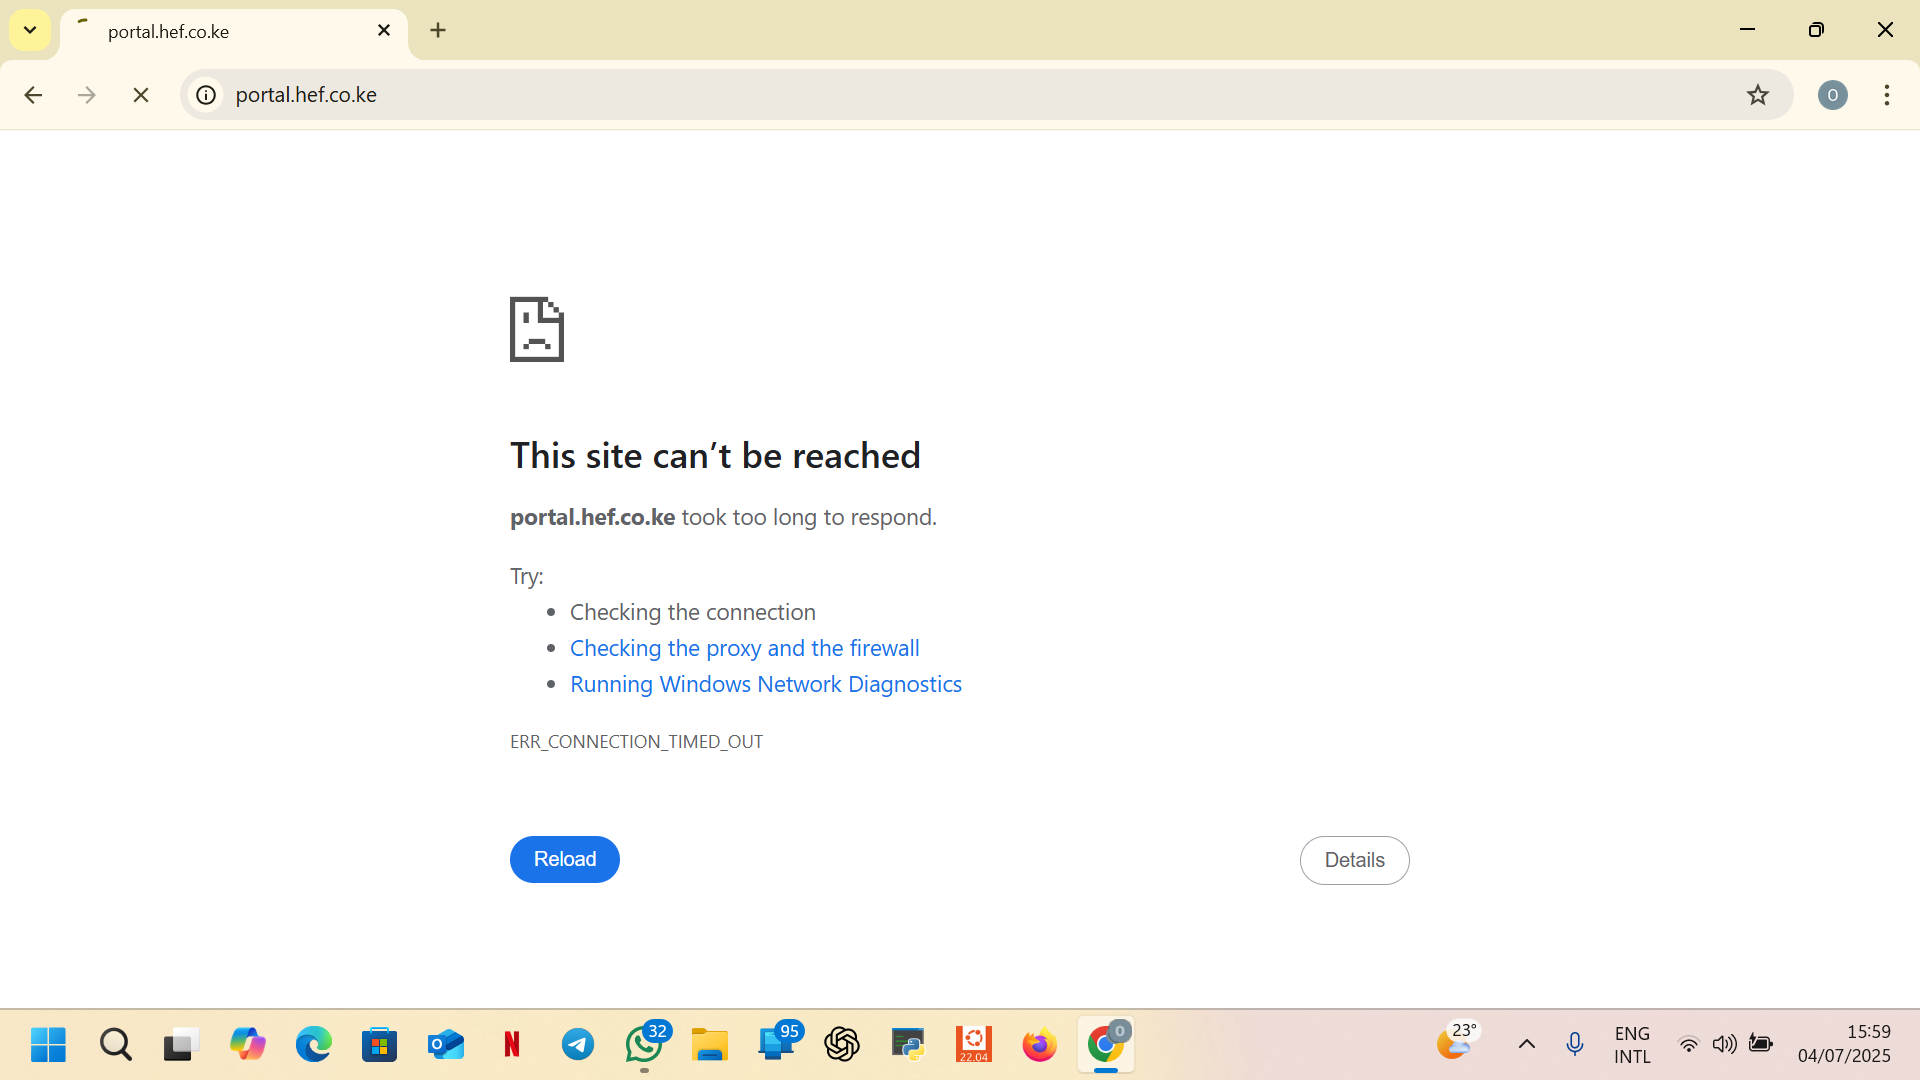 portal.hef.co.ke
portal.hef.co.ke
O
This site can’t be reached
portal.hef.co.ke took too long to respond.
Try:
Checking the connection
Checking the proxy and the firewall
Running Windows Network Diagnostics
ERR_CONNECTION_TIMED_OUT
Reload
Details
32
95
22.04
O
23°
ENG
INTL
15:59
04/07/2025